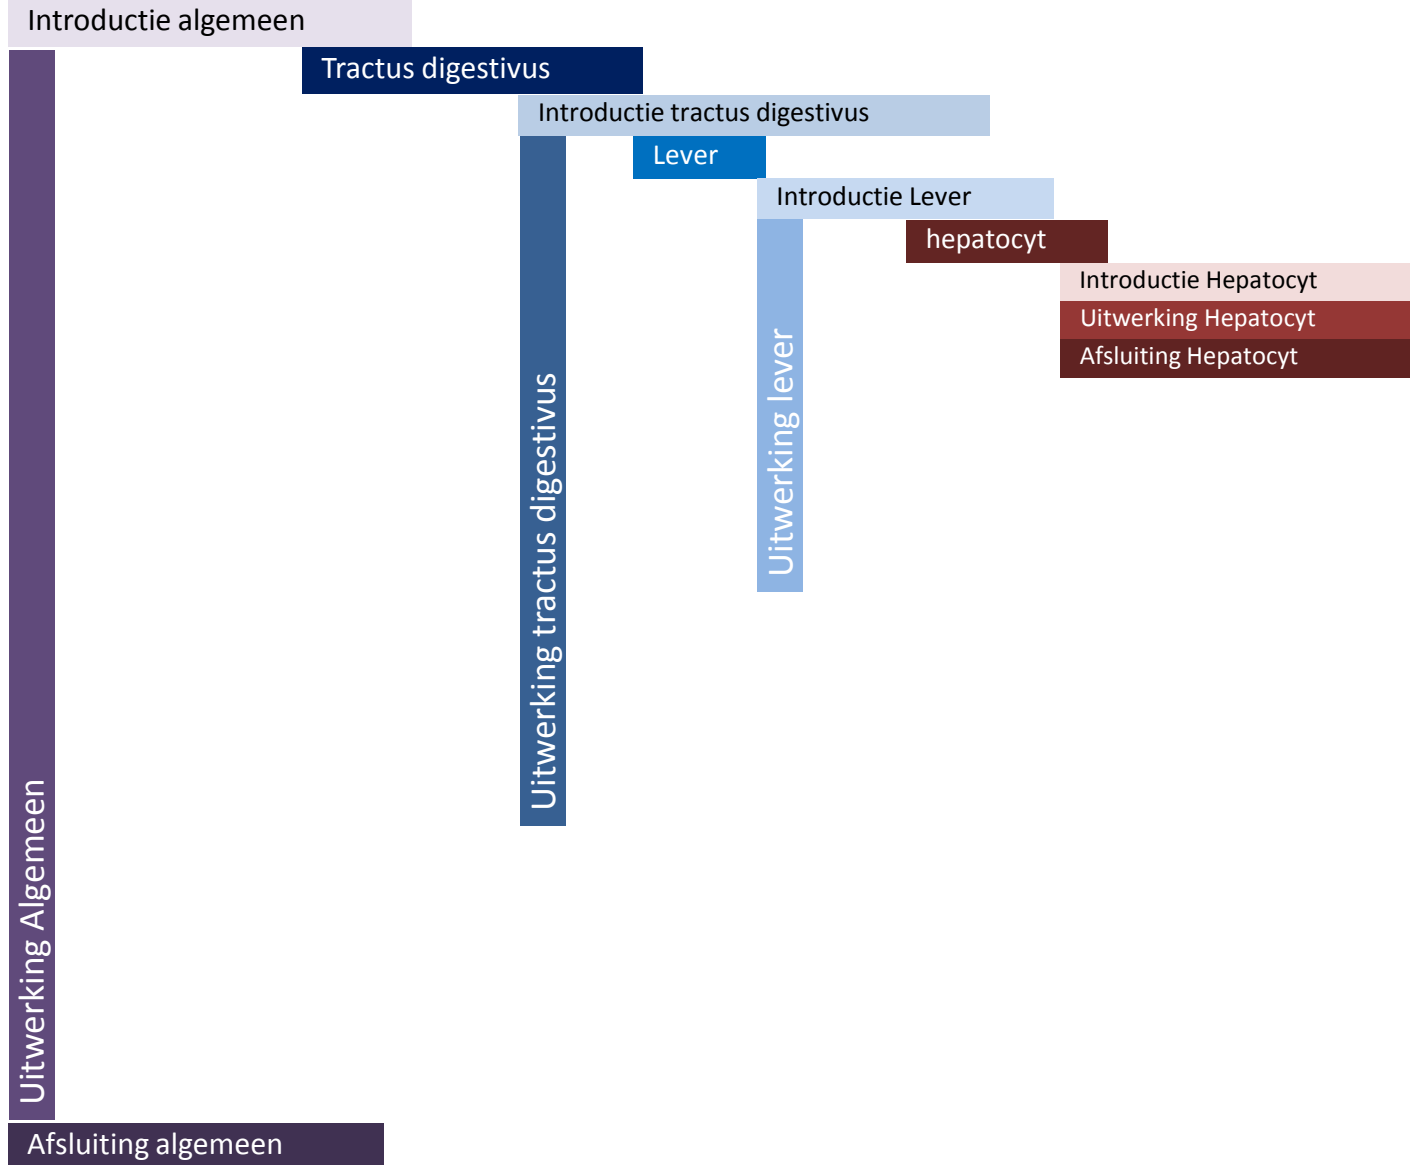 Introductie algemeen
Tractus digestivus
Introductie tractus digestivus
Lever
Introductie Lever
hepatocyt
Introductie Hepatocyt
Uitwerking Hepatocyt
Afsluiting Hepatocyt
Uitwerking lever
Uitwerking tractus digestivus
Uitwerking Algemeen
Afsluiting algemeen